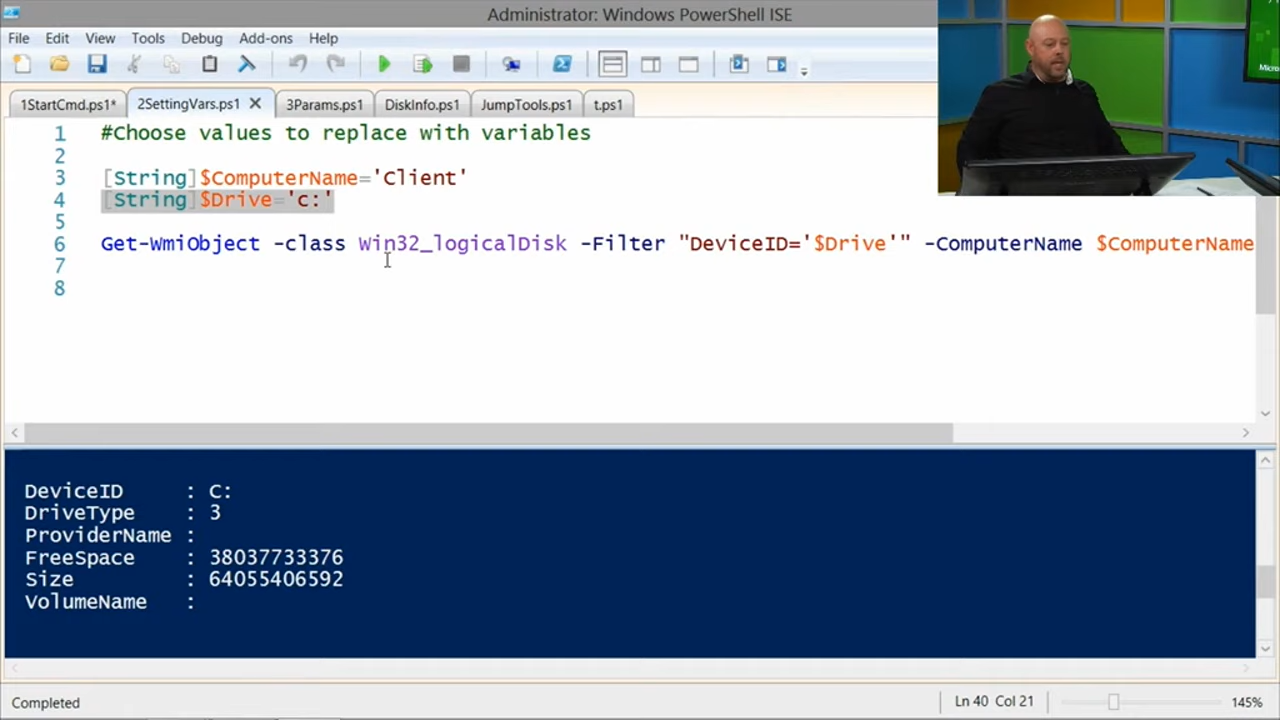 Administrator: Windows PowerShell ISE
File Edit View Tools Debug Add-ons Help
Micro
1StartCmd.ps1* 2SettingVars.ps1 3Params.ps1 DiskInfo.ps1 JumpTools.ps1 t.ps1
1 #Choose values to replace with variables
2
3 [String]$ComputerName='Client'
4 [String]$Drive='c:'
5
6 Get-WmiObject -class Win32_logicalDisk -Filter "DeviceID='$Drive'" -ComputerName $ComputerName
7
8
DeviceID : C:
DriveType : 3
ProviderName :
FreeSpace : 38037733376
Size : 64055406592
VolumeName :
Completed Ln 40 Col 21 145%